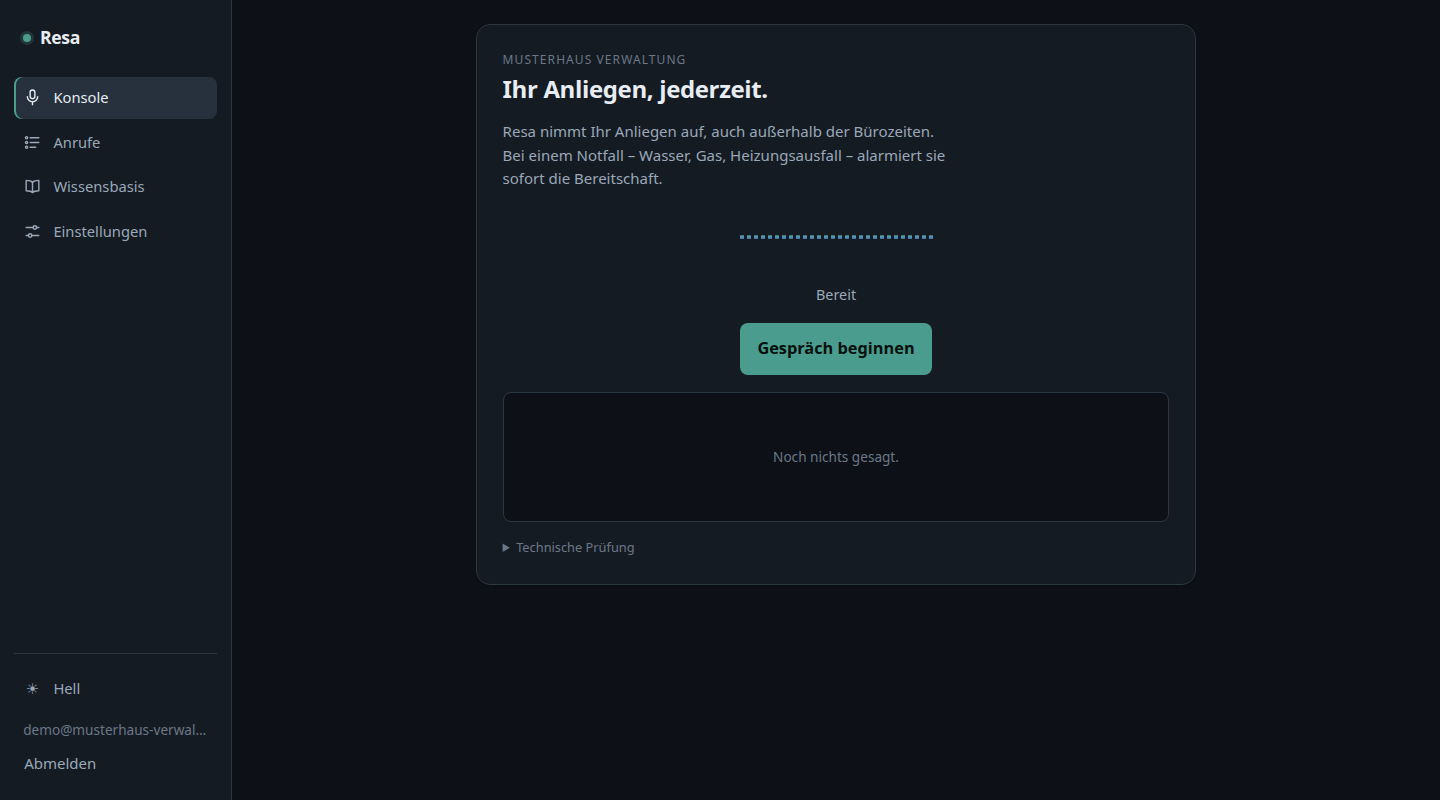 Resa
Konsole
Anrufe
Wissensbasis
Einstellungen
Hell
demo@musterhaus-verwal...
Abmelden
MUSTERHAUS VERWALTUNG
Ihr Anliegen, jederzeit.
Resa nimmt Ihr Anliegen auf, auch außerhalb der Bürozeiten.
Bei einem Notfall – Wasser, Gas, Heizungsausfall – alarmiert sie
sofort die Bereitschaft.
Bereit
Gespräch beginnen
Noch nichts gesagt.
Technische Prüfung